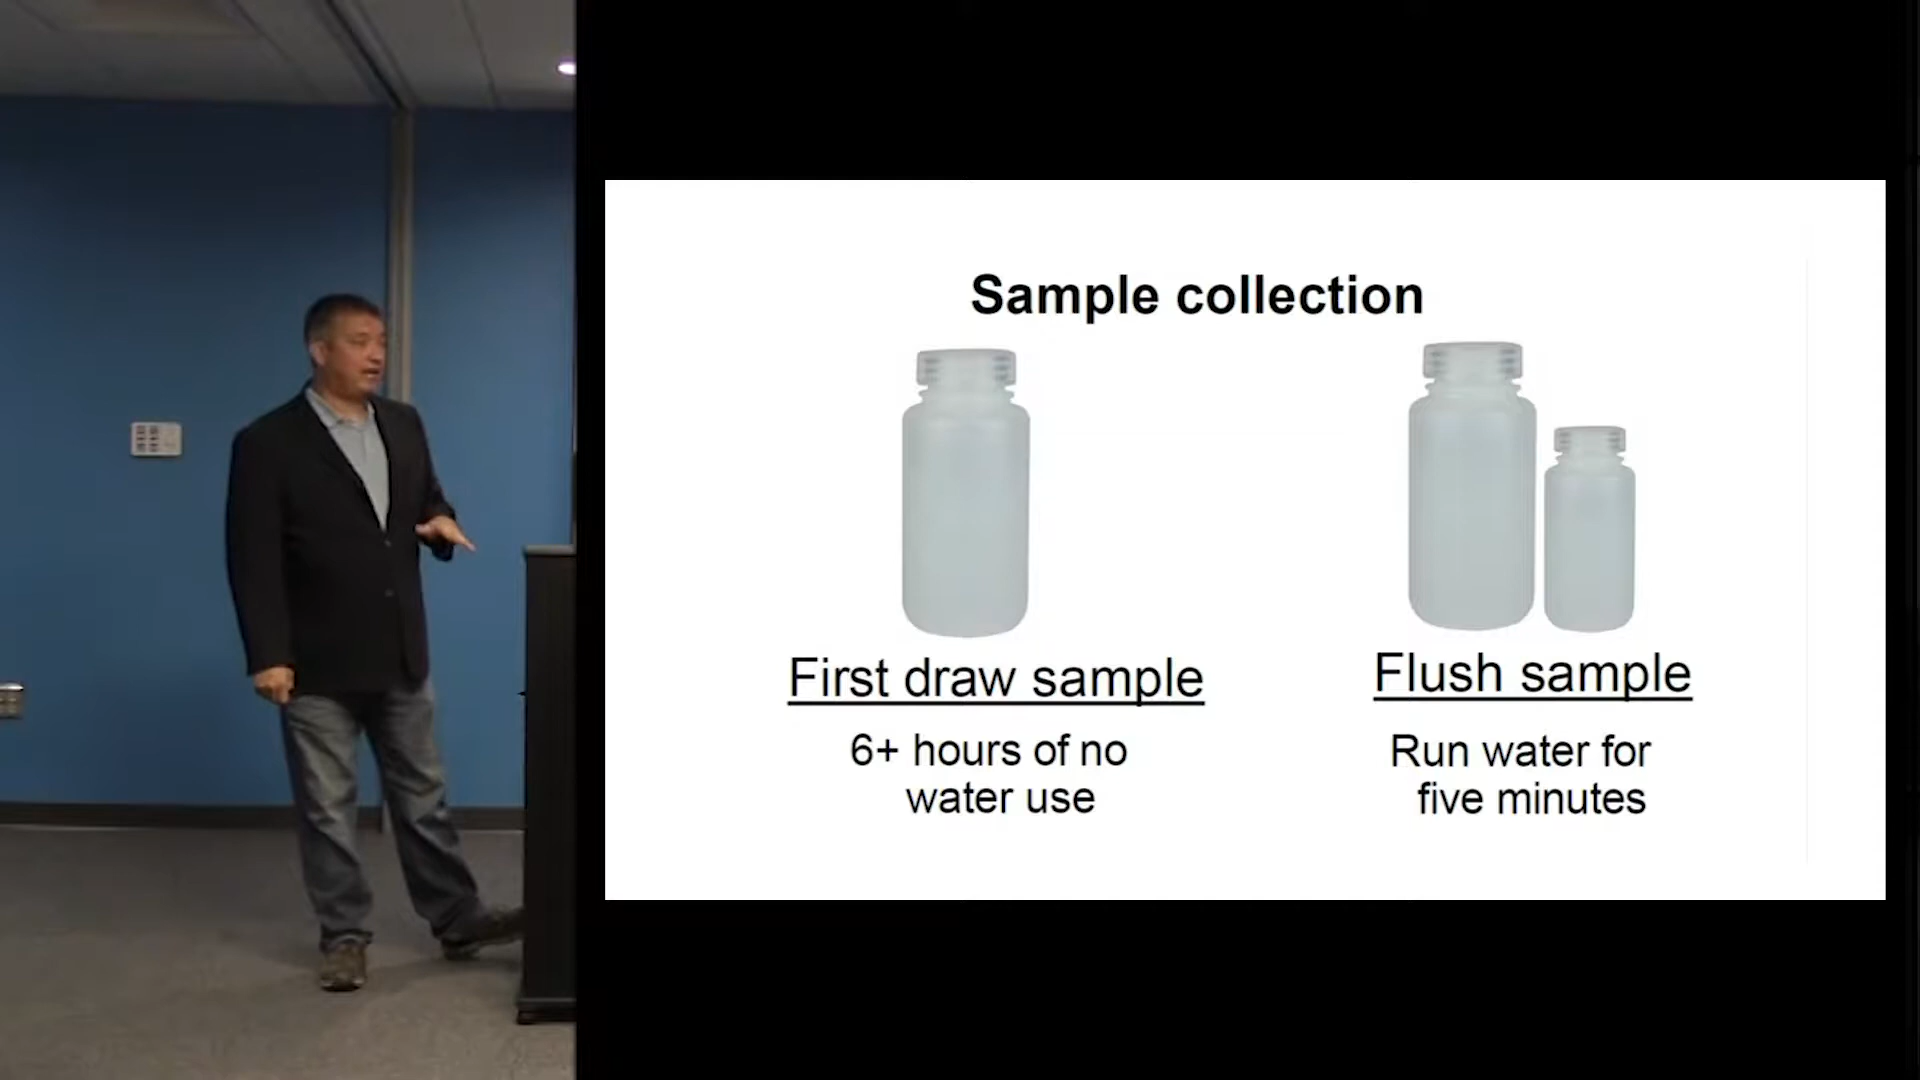 Sample collection
First draw sample
6+ hours of no
water use
Flush sample
Run water for
five minutes